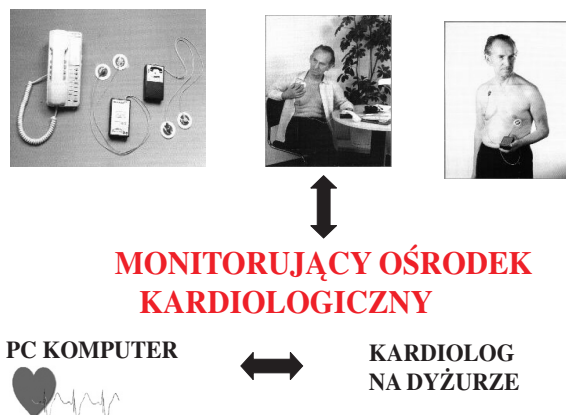 MONITORUJĄCY OŚRODEK
KARDIOLOGICZNY
PC KOMPUTER
KARDIOLOG
NA DYŻURZE